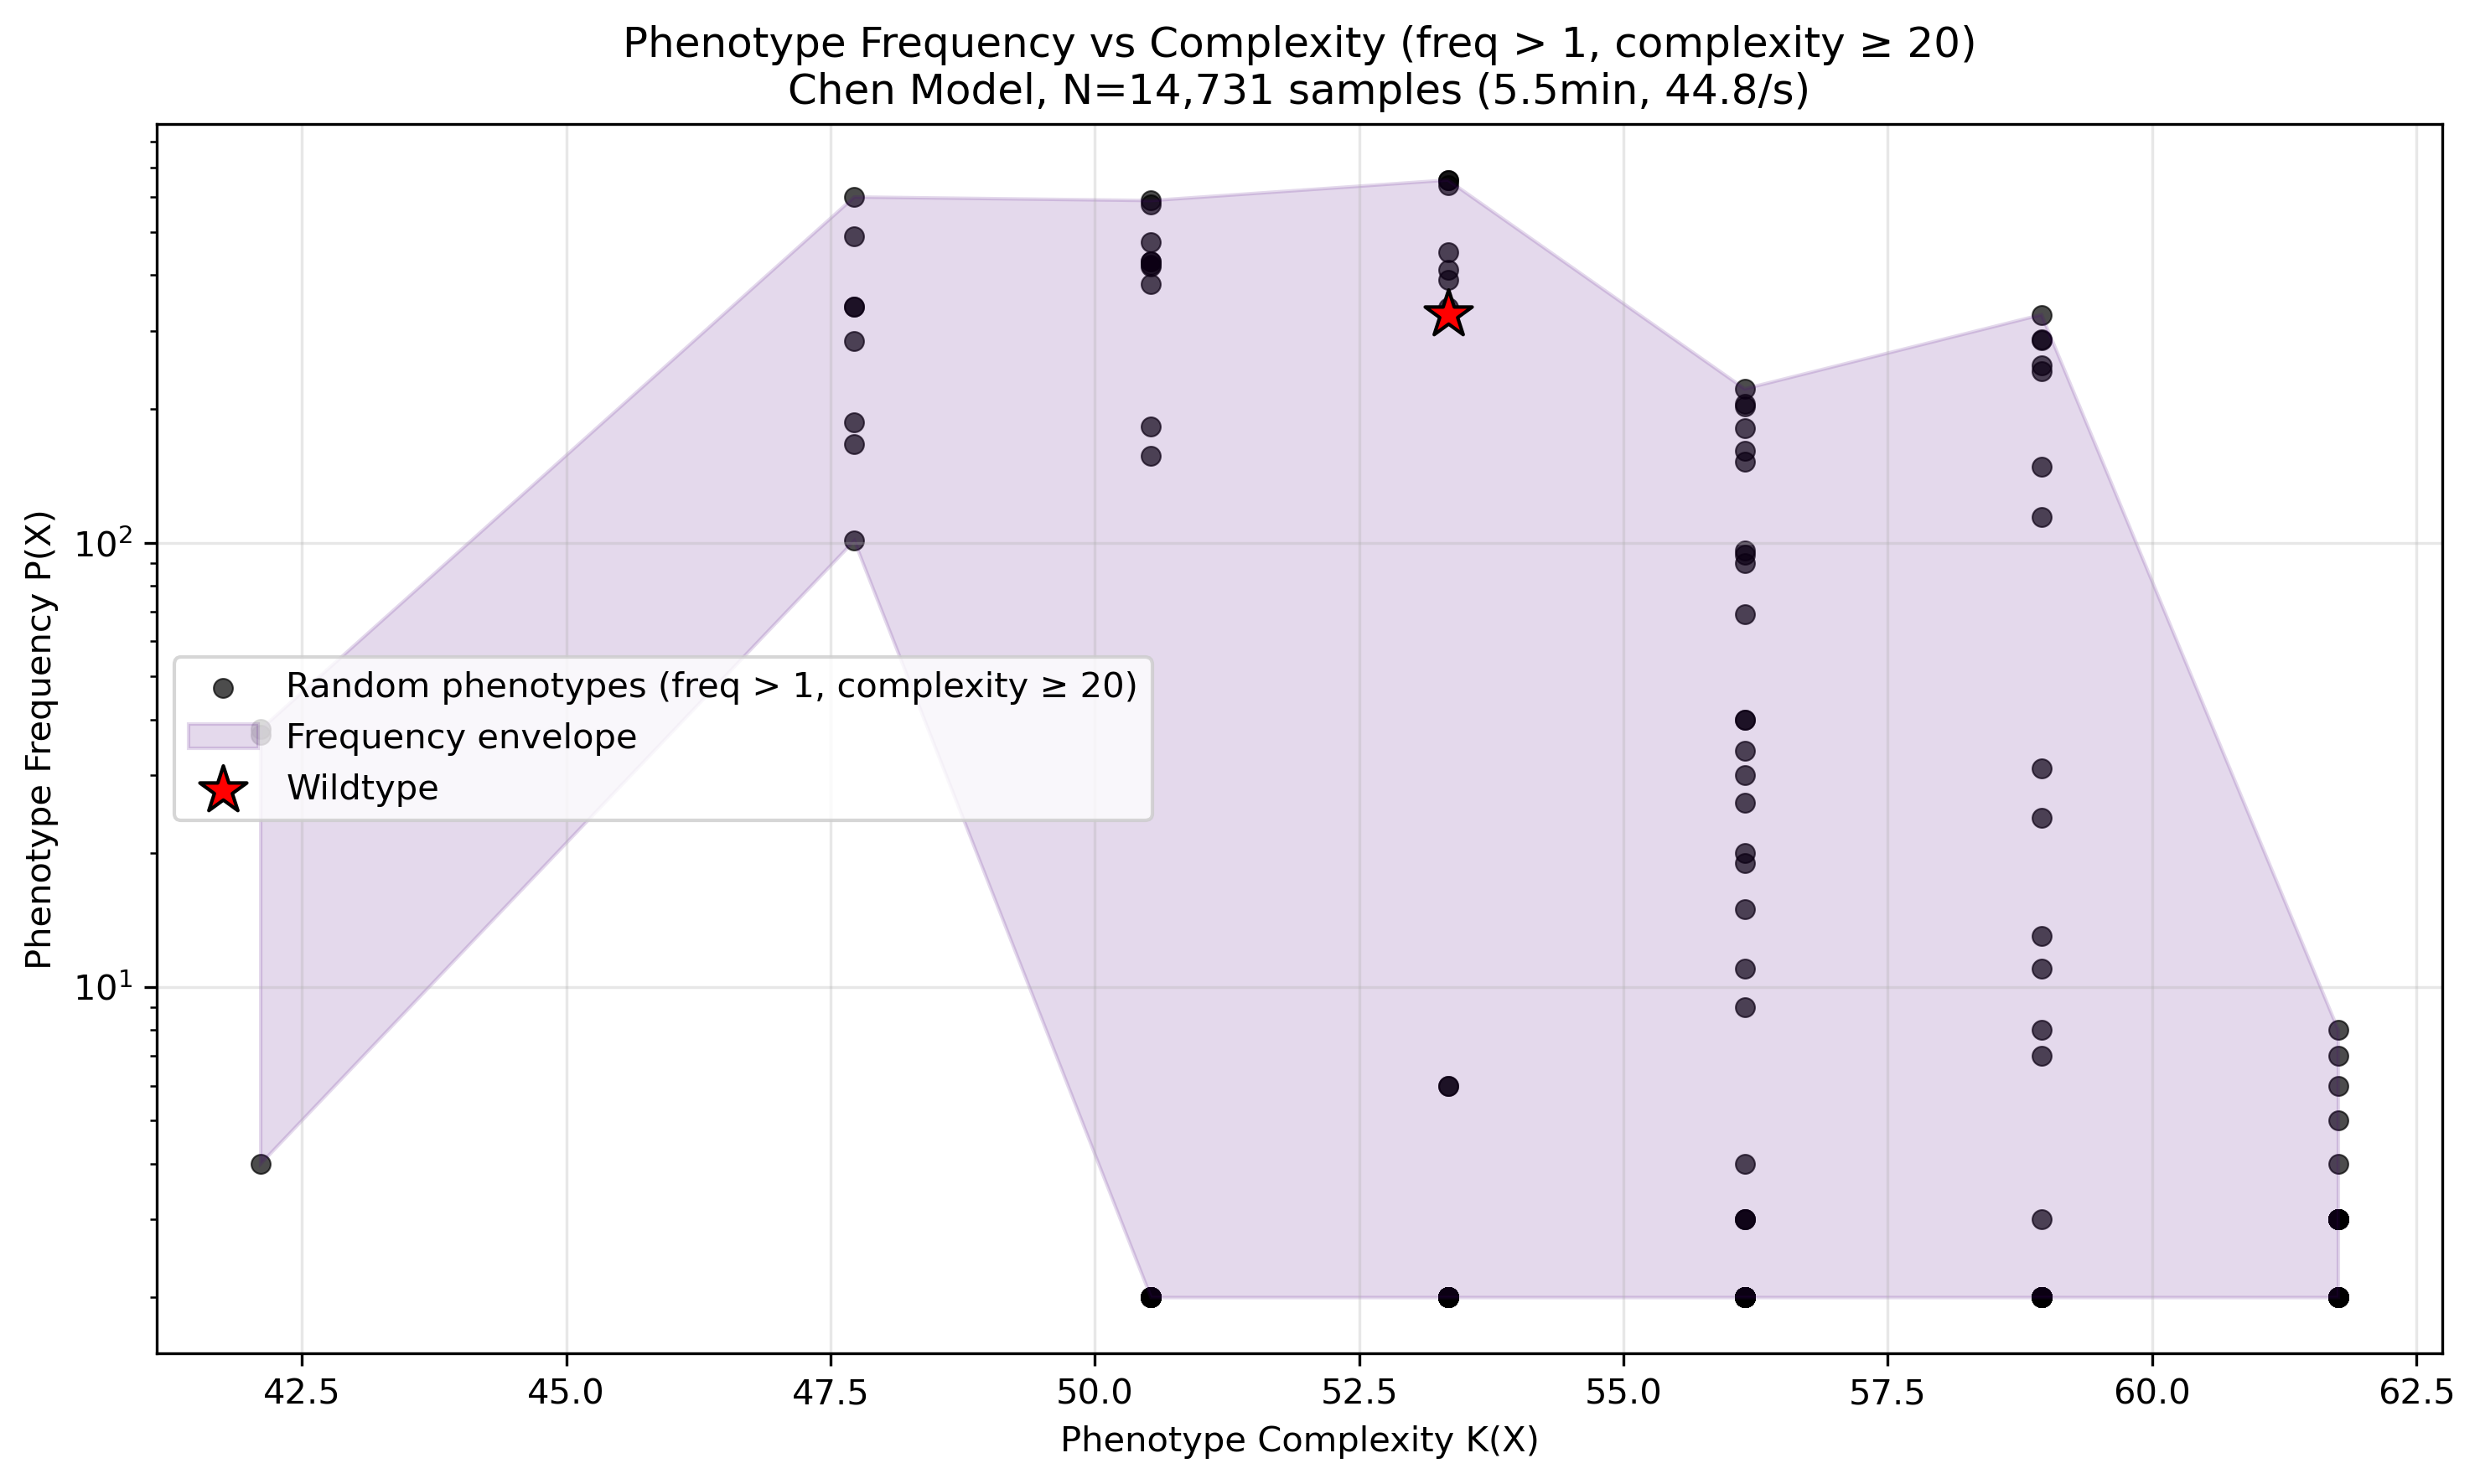 Phenotype Frequency vs Complexity (freq > 1, complexity ≥ 20)
Chen Model, N=14,731 samples (5.5min, 44.8/s)
Phenotype Frequency P(X)
10²
10¹
Random phenotypes (freq > 1, complexity ≥ 20)
Frequency envelope
Wildtype
42.5 45.0 47.5 50.0 52.5 55.0 57.5 60.0 62.5
Phenotype Complexity K(X)